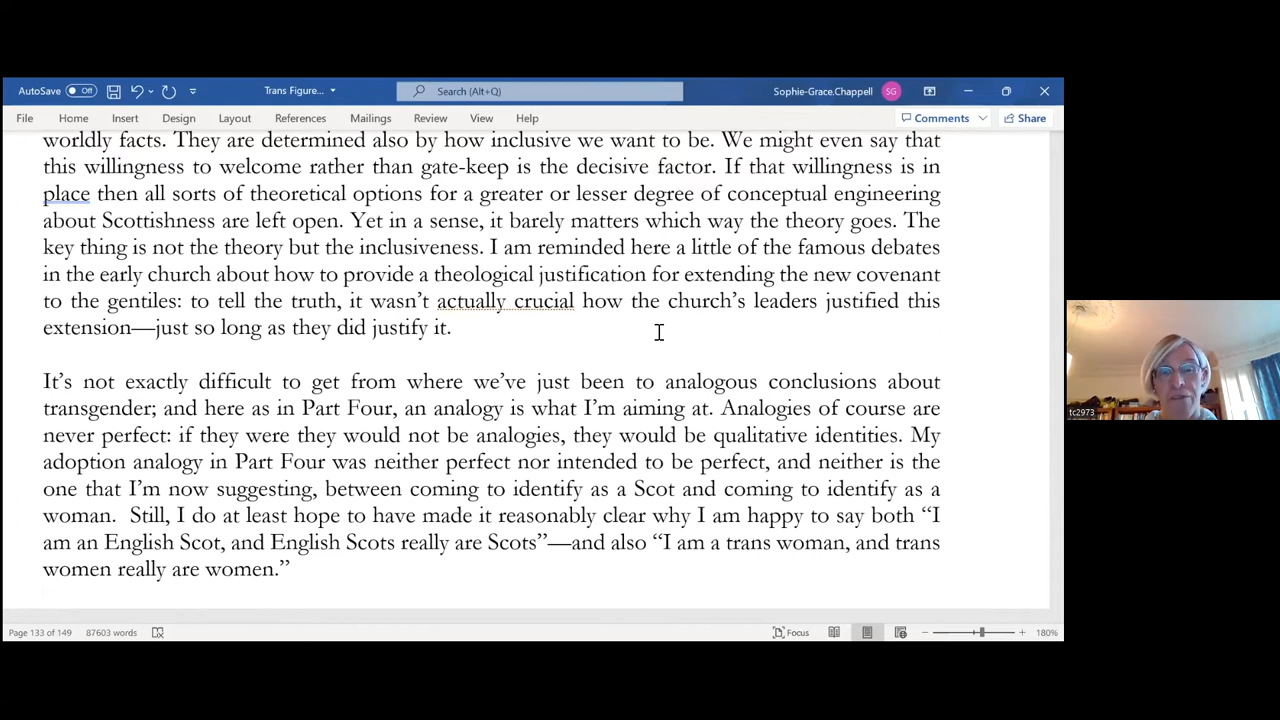 AutoSave Off Trans Figure... Search (Alt+Q) Sophie-Grace.Chappell SG
File Home Insert Design Layout References Mailings Review View Help Comments Share
worldly facts. They are determined also by how inclusive we want to be. We might even say that
this willingness to welcome rather than gate-keep is the decisive factor. If that willingness is in
place then all sorts of theoretical options for a greater or lesser degree of conceptual engineering
about Scottishness are left open. Yet in a sense, it barely matters which way the theory goes. The
key thing is not the theory but the inclusiveness. I am reminded here a little of the famous debates
in the early church about how to provide a theological justification for extending the new covenant
to the gentiles: to tell the truth, it wasn't actually crucial how the church's leaders justified this
extension—just so long as they did justify it.
It's not exactly difficult to get from where we've just been to analogous conclusions about
transgender; and here as in Part Four, an analogy is what I'm aiming at. Analogies of course are
never perfect: if they were they would not be analogies, they would be qualitative identities. My
adoption analogy in Part Four was neither perfect nor intended to be perfect, and neither is the
one that I'm now suggesting, between coming to identify as a Scot and coming to identify as a
woman. Still, I do at least hope to have made it reasonably clear why I am happy to say both “I
am an English Scot, and English Scots really are Scots”—and also “I am a trans woman, and trans
women really are women.”
Page 133 of 149 87603 words Focus 180%
tc2973